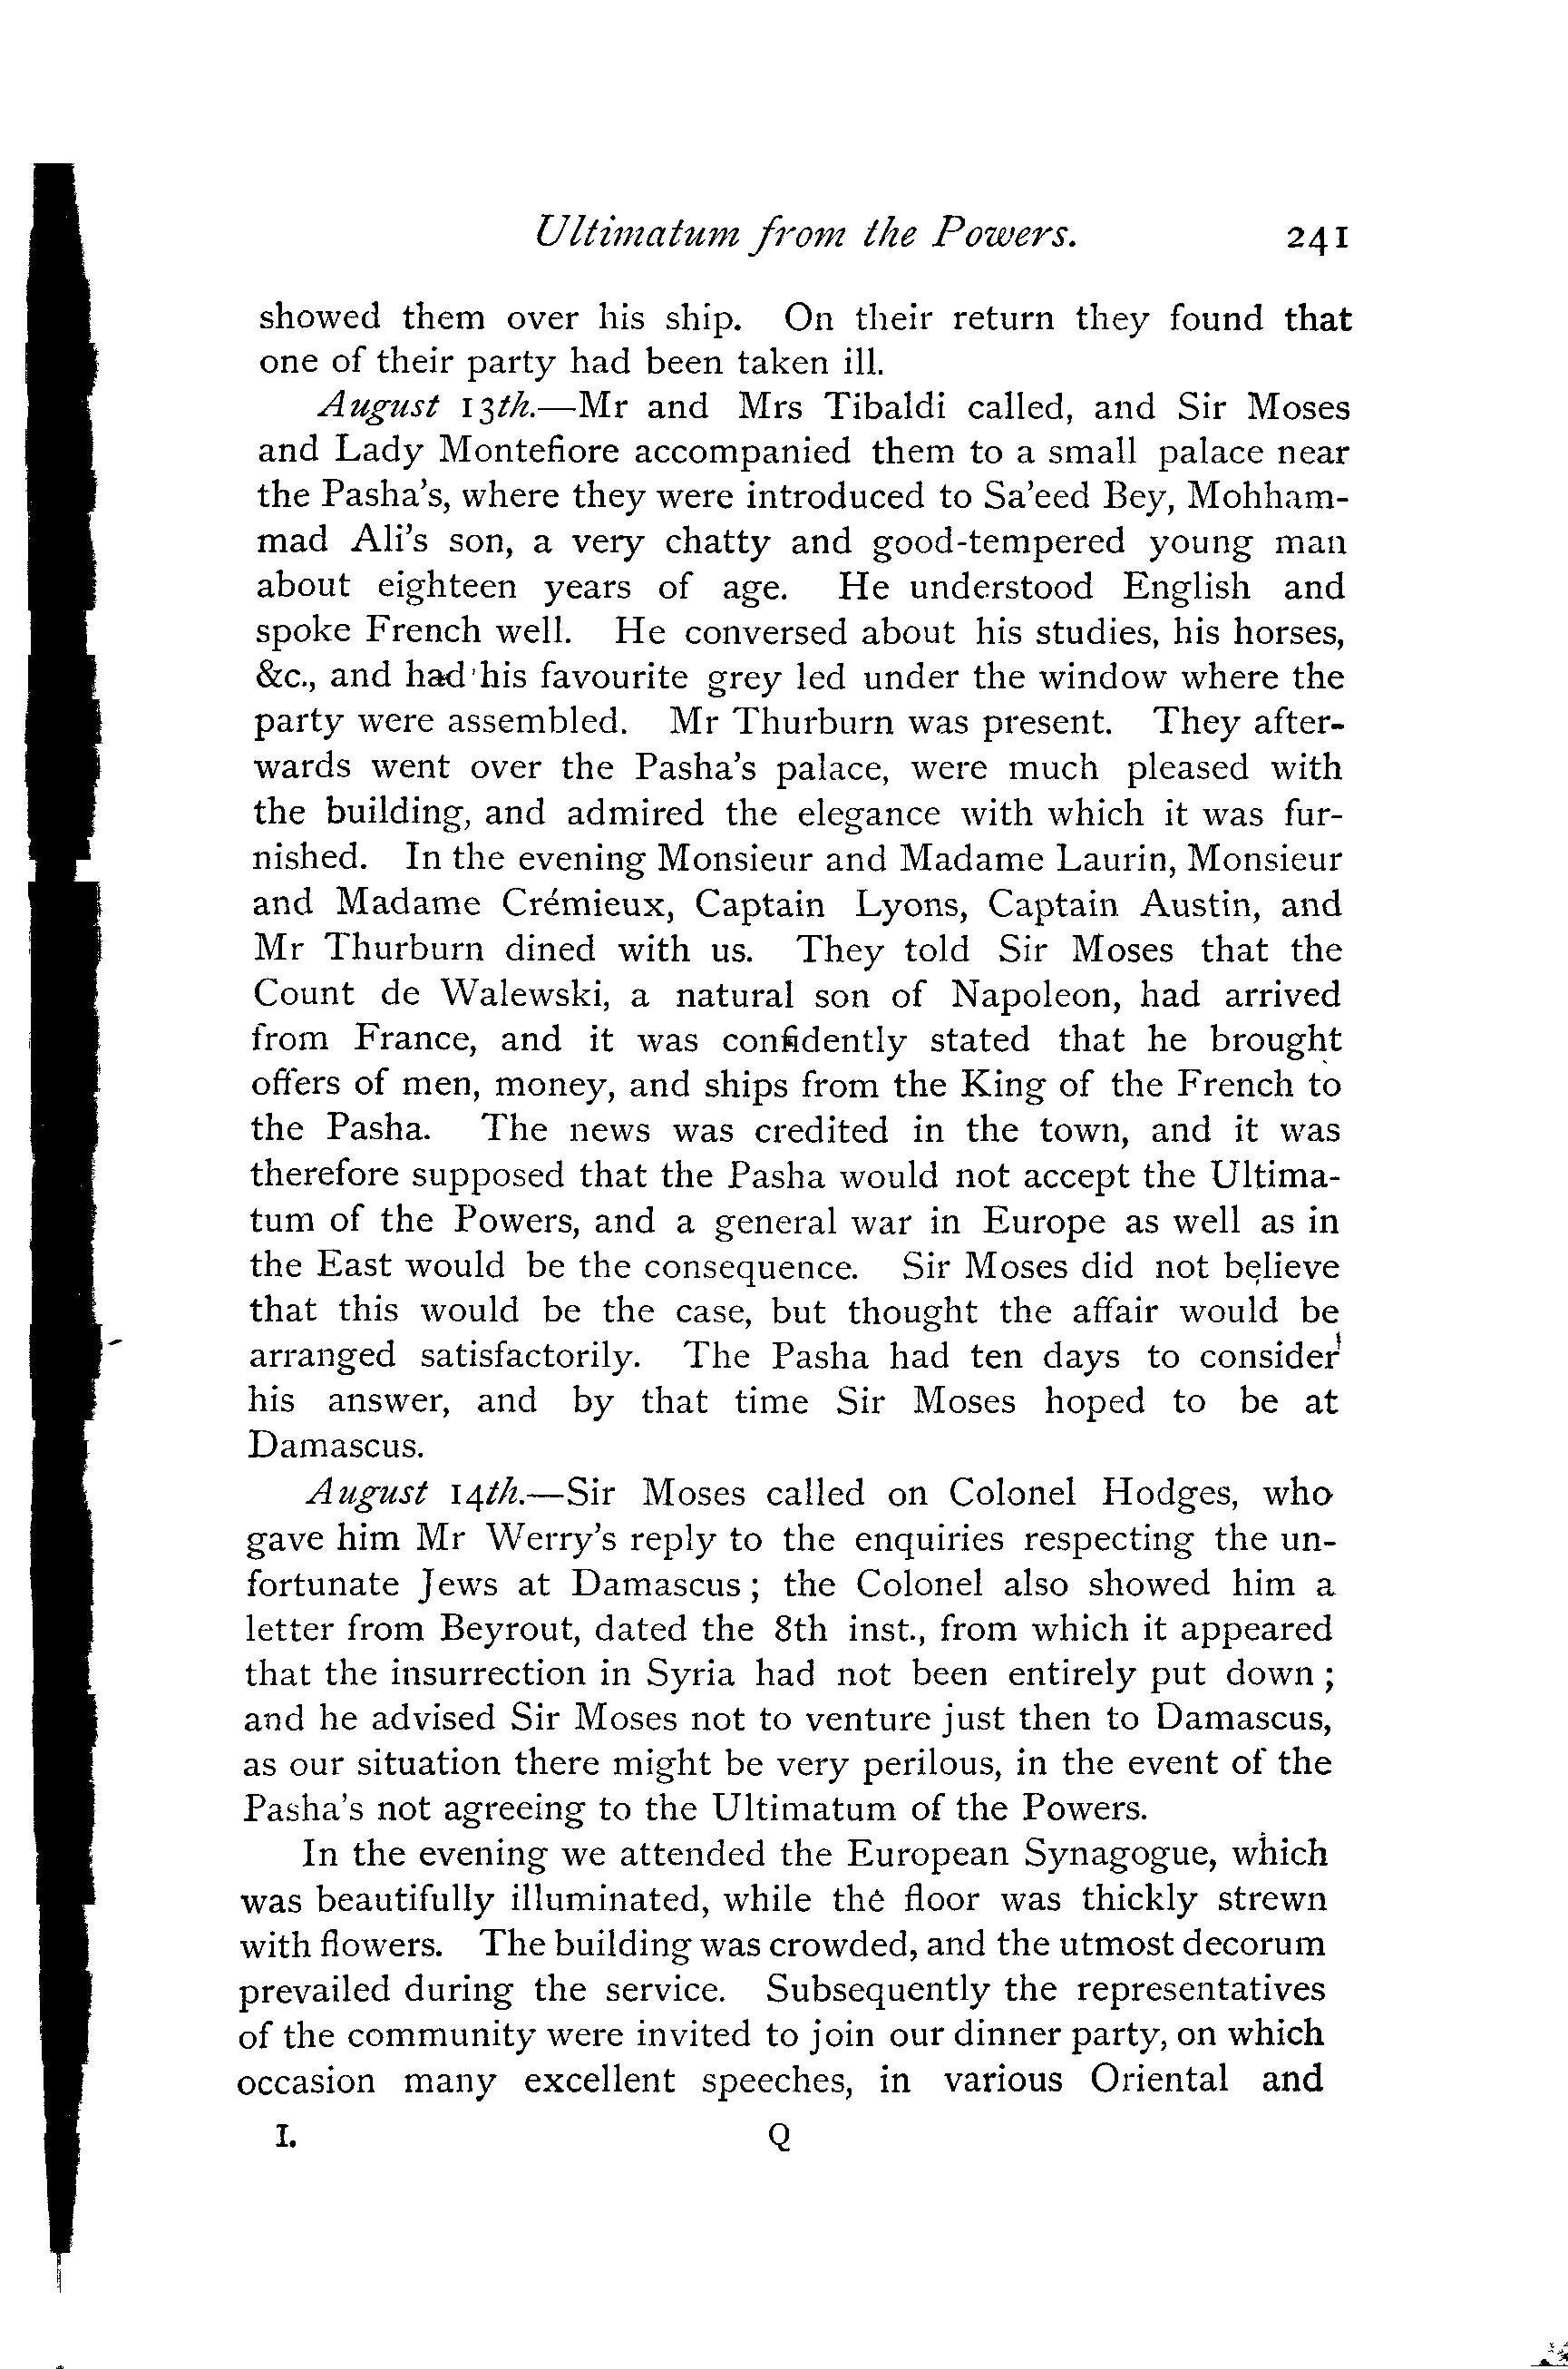 Ultimatum from the Powers. 241
showed them over his ship. On their return they found that
one of their party had been taken ill.
August 13th.—Mr and Mrs Tibaldi called, and Sir Moses
and Lady Montefiore accompanied them to a small palace near
the Pasha's, where they were introduced to Sa'eed Bey, Mohham-
mad Ali's son, a very chatty and good-tempered young man
about eighteen years of age. He understood English and
spoke French well. He conversed about his studies, his horses,
&c., and had his favourite grey led under the window where the
party were assembled. Mr Thurburn was present. They after-
wards went over the Pasha's palace, were much pleased with
the building, and admired the elegance with which it was fur-
nished. In the evening Monsieur and Madame Laurin, Monsieur
and Madame Crémieux, Captain Lyons, Captain Austin, and
Mr Thurburn dined with us. They told Sir Moses that the
Count de Walewski, a natural son of Napoleon, had arrived
from France, and it was confidently stated that he brought
offers of men, money, and ships from the King of the French to
the Pasha. The news was credited in the town, and it was
therefore supposed that the Pasha would not accept the Ultima-
tum of the Powers, and a general war in Europe as well as in
the East would be the consequence. Sir Moses did not believe
that this would be the case, but thought the affair would be
arranged satisfactorily. The Pasha had ten days to consider
his answer, and by that time Sir Moses hoped to be at
Damascus.
August 14th.—Sir Moses called on Colonel Hodges, who
gave him Mr Werry's reply to the enquiries respecting the un-
fortunate Jews at Damascus; the Colonel also showed him a
letter from Beyrout, dated the 8th inst., from which it appeared
that the insurrection in Syria had not been entirely put down;
and he advised Sir Moses not to venture just then to Damascus,
as our situation there might be very perilous, in the event of the
Pasha's not agreeing to the Ultimatum of the Powers.
In the evening we attended the European Synagogue, which
was beautifully illuminated, while the floor was thickly strewn
with flowers. The building was crowded, and the utmost decorum
prevailed during the service. Subsequently the representatives
of the community were invited to join our dinner party, on which
occasion many excellent speeches, in various Oriental and
I. Q